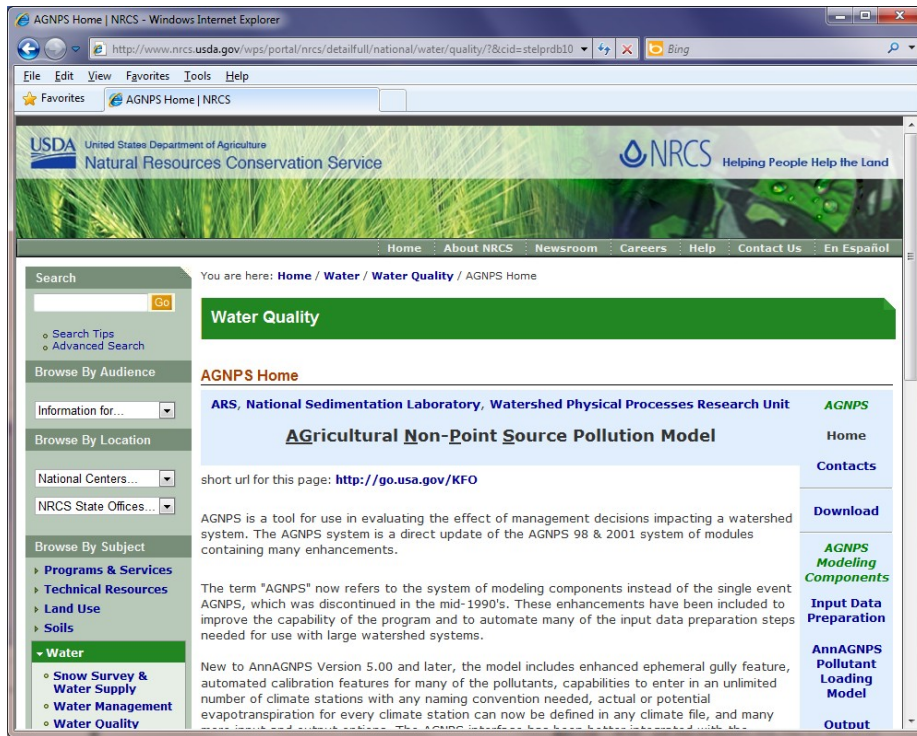 AGNPS Home | NRCS - Windows Internet Explorer
http://www.nrcs.usda.gov/wps/portal/nrcs/detailfull/national/water/quality/?&cid=stelprdb10
Bing
File Edit View Favorites Tools Help
Favorites
AGNPS Home | NRCS
USDA
United States Department of Agriculture
Natural Resources Conservation Service
NRCS Helping People Help the Land
Home About NRCS Newsroom Careers Help Contact Us En Español
Search
Go
Search Tips
Advanced Search
Browse By Audience
Information for...
Browse By Location
National Centers...
NRCS State Offices...
Browse By Subject
Programs & Services
Technical Resources
Land Use
Soils
Water
Snow Survey &
Water Supply
Water Management
Water Quality
You are here: Home / Water / Water Quality / AGNPS Home
Water Quality
AGNPS Home
ARS, National Sedimentation Laboratory, Watershed Physical Processes Research Unit
AGricultural Non-Point Source Pollution Model
short url for this page: http://go.usa.gov/KFO
AGNPS is a tool for use in evaluating the effect of management decisions impacting a watershed
system. The AGNPS system is a direct update of the AGNPS 98 & 2001 system of modules
containing many enhancements.
The term "AGNPS" now refers to the system of modeling components instead of the single event
AGNPS, which was discontinued in the mid-1990's. These enhancements have been included to
improve the capability of the program and to automate many of the input data preparation steps
needed for use with large watershed systems.
New to AnnAGNPS Version 5.00 and later, the model includes enhanced ephemeral gully feature,
automated calibration features for many of the pollutants, capabilities to enter in an unlimited
number of climate stations with any naming convention needed, actual or potential
evapotranspiration for every climate station can now be defined in any climate file, and many
more input and output options. The AGNPS interface has been better integrated with the
AGNPS
Home
Contacts
Download
AGNPS
Modeling
Components
Input Data
Preparation
AnnAGNPS
Pollutant
Loading
Model
Output